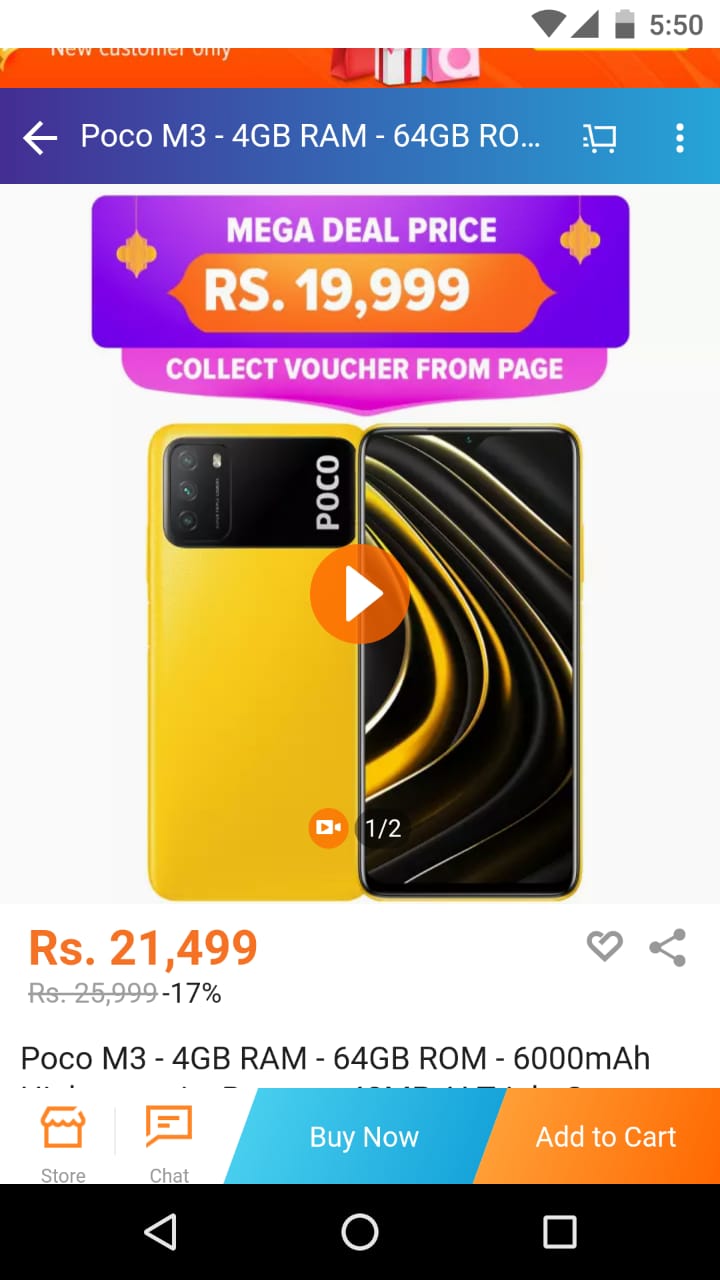 5:50
New customer only
Poco M3 - 4GB RAM - 64GB RO...
MEGA DEAL PRICE
RS. 19,999
COLLECT VOUCHER FROM PAGE
POCO
1/2
Rs. 21,499
Rs. 25,999 -17%
Poco M3 - 4GB RAM - 64GB ROM - 6000mAh
Store
Chat
Buy Now
Add to Cart